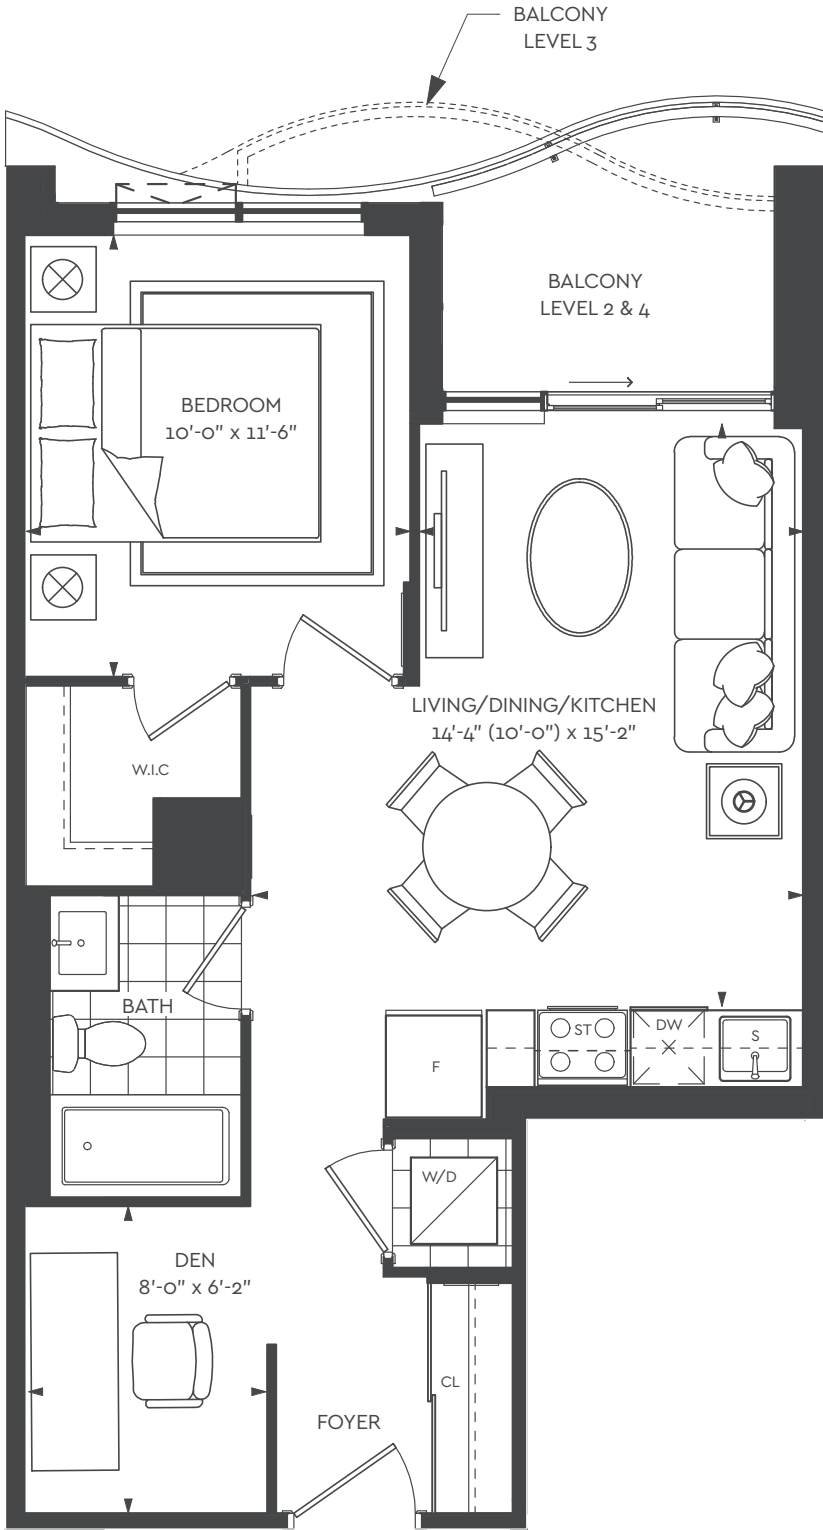 BALCONY
LEVEL 3
BALCONY
LEVEL 2 & 4
BEDROOM
10'-0" x 11'-6"
LIVING/DINING/KITCHEN
14'-4" (10'-0") x 15'-2"
W.I.C
BATH
F
ST
DW
S
W/D
DEN
8'-0" x 6'-2"
CL
FOYER